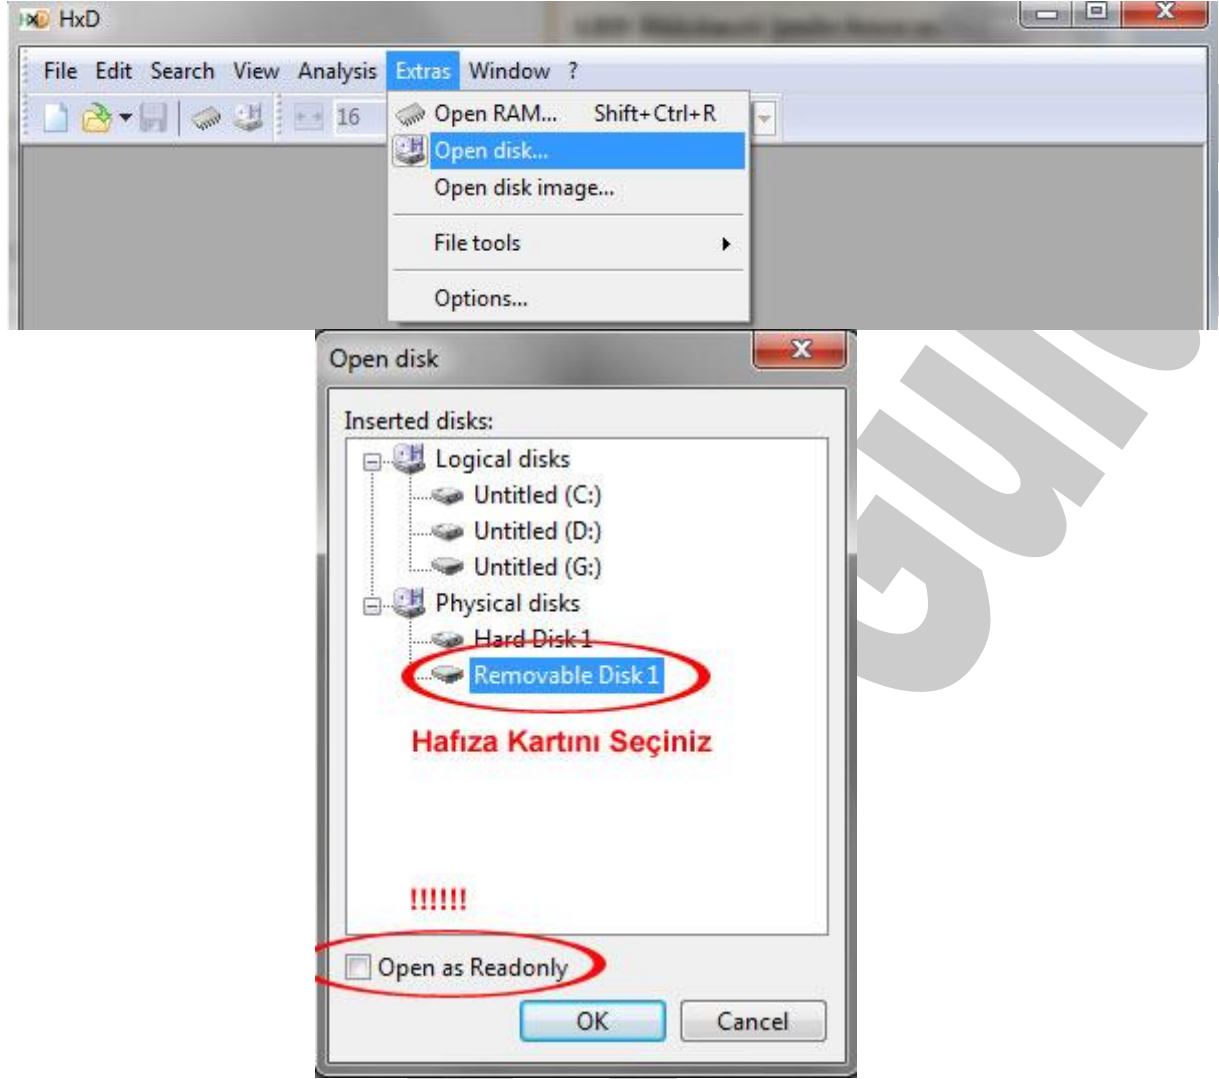 HxD
File Edit Search View Analysis Extras Window ?
16
Open RAM... Shift+Ctrl+R
Open disk...
Open disk image...
File tools
Options...
Open disk
Inserted disks:
Logical disks
Untitled (C:)
Untitled (D:)
Untitled (G:)
Physical disks
Hard Disk 1
Removable Disk 1
Hafıza Kartını Seçiniz
!!!!!!
Open as Readonly
OK Cancel